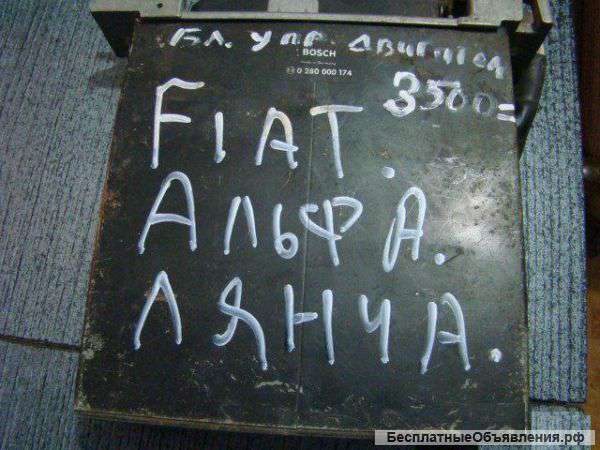 Бл. УПР. ДВИГАТЕЛ
BOSCH
0 280 000 174
3500=
FIAT.
АЛЬФА.
ЛЯНЧА.
БесплатныеОбъявления.рф